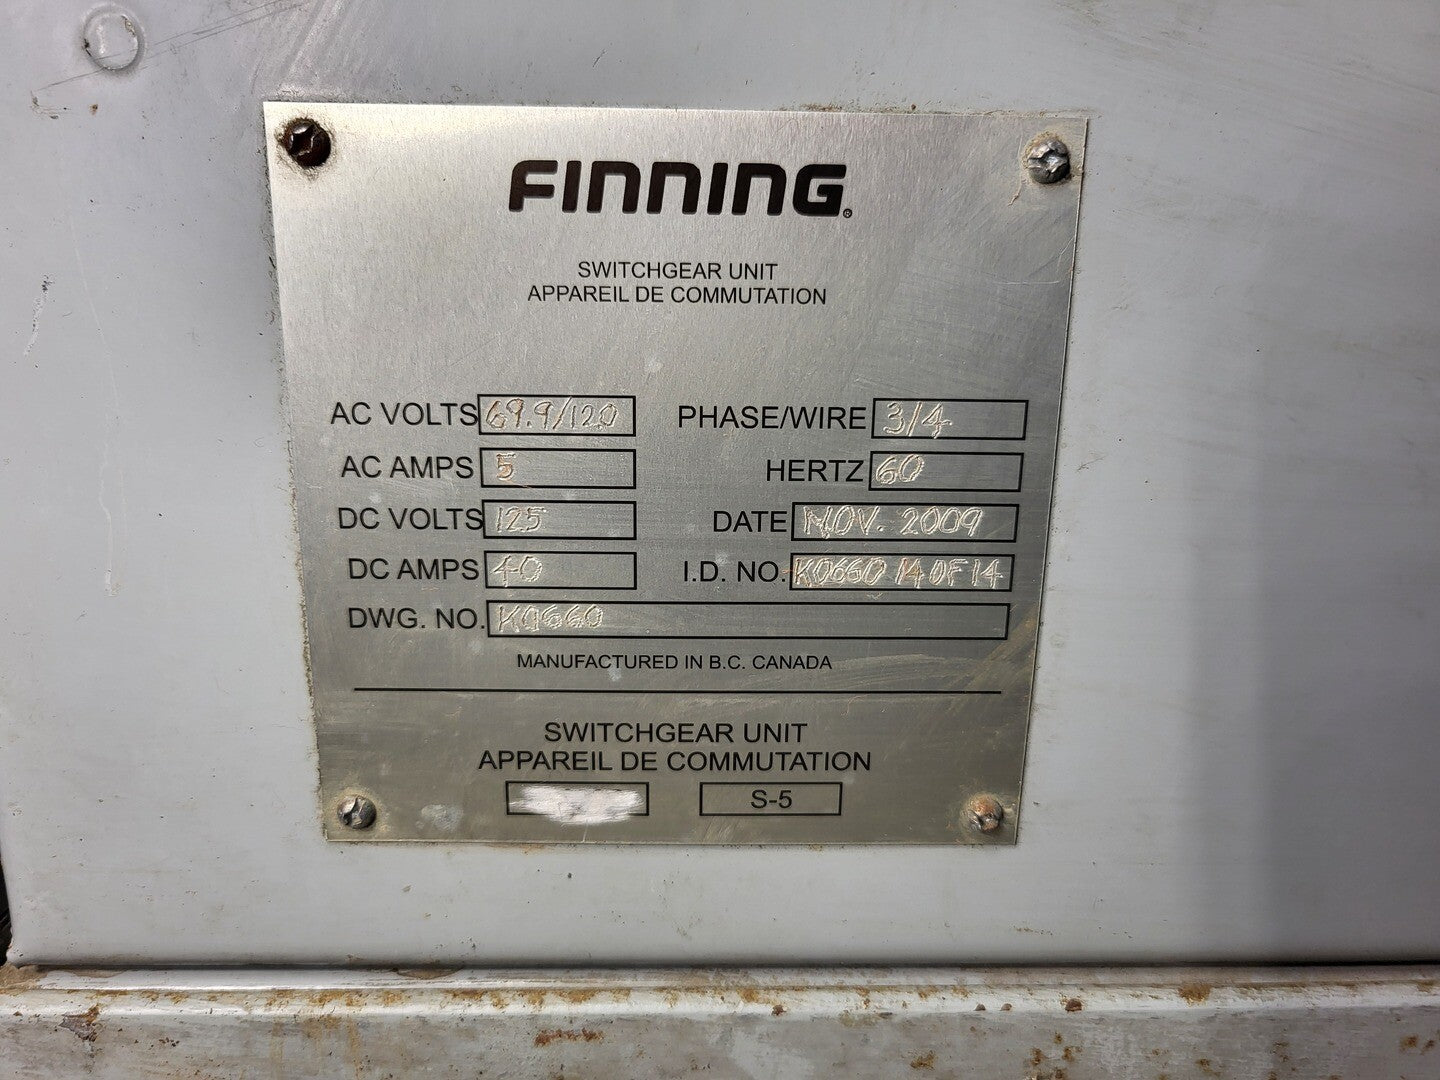 FINNING®
SWITCHGEAR UNIT
APPAREIL DE COMMUTATION
AC VOLTS 69.9/120 PHASE/WIRE 3/4
AC AMPS 5 HERTZ 60
DC VOLTS 125 DATE NOV. 2009
DC AMPS 40 I.D. NO. K0660 14 OF 14
DWG. NO. K0660
MANUFACTURED IN B.C. CANADA
SWITCHGEAR UNIT
APPAREIL DE COMMUTATION
S-5